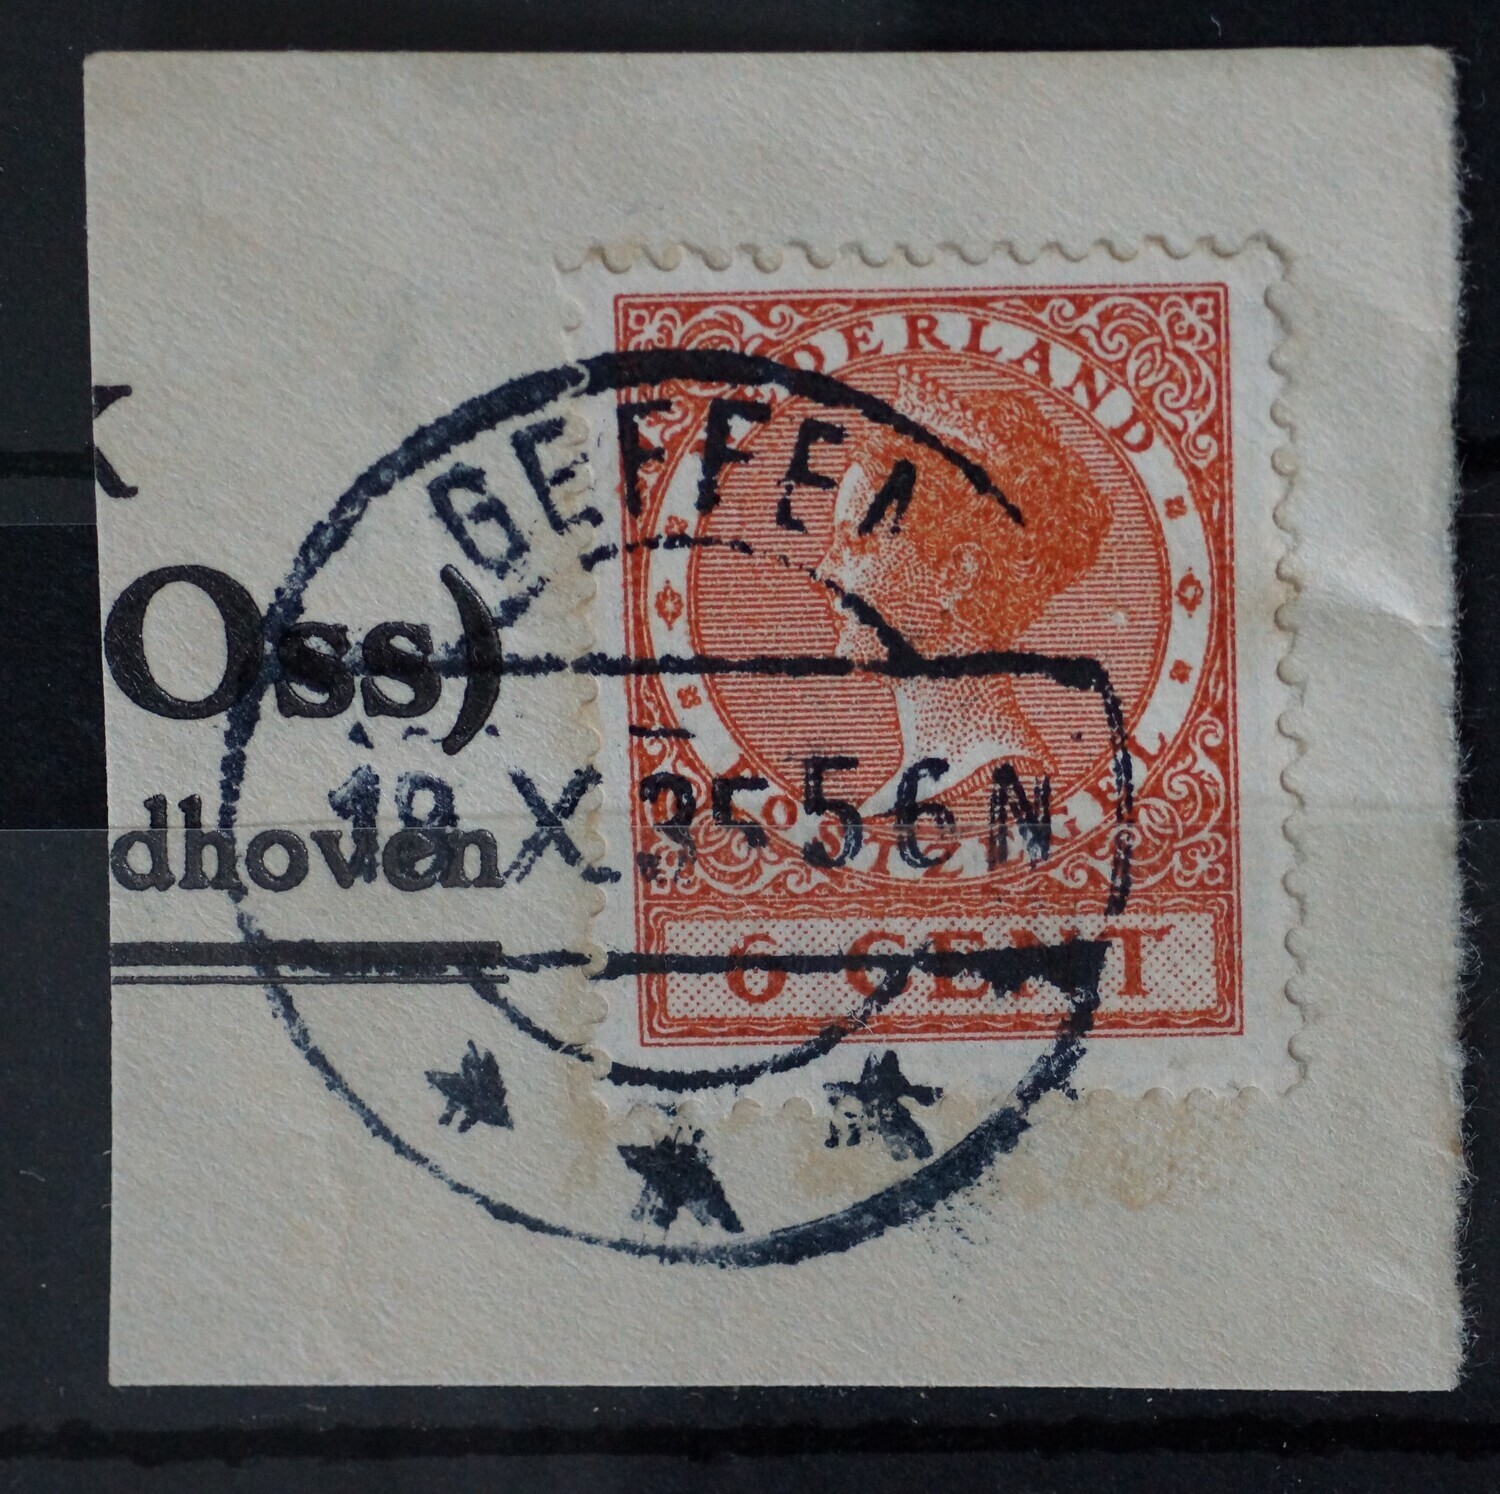 NEDERLAND
GEFFEN
Oss)
18 X 35 5 6 N
POSTZEGEL
dhoven
6 CENT